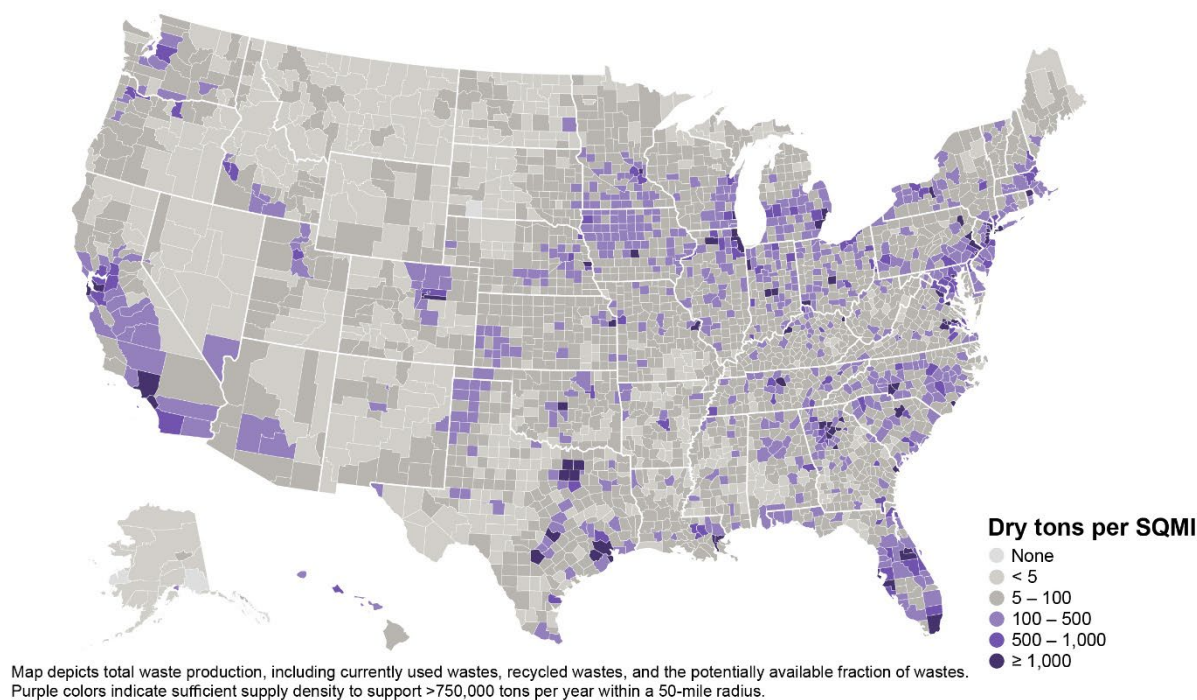 Dry tons per SQMI
None
< 5
5 – 100
100 – 500
500 – 1,000
≥ 1,000
Map depicts total waste production, including currently used wastes, recycled wastes, and the potentially available fraction of wastes.
Purple colors indicate sufficient supply density to support >750,000 tons per year within a 50-mile radius.